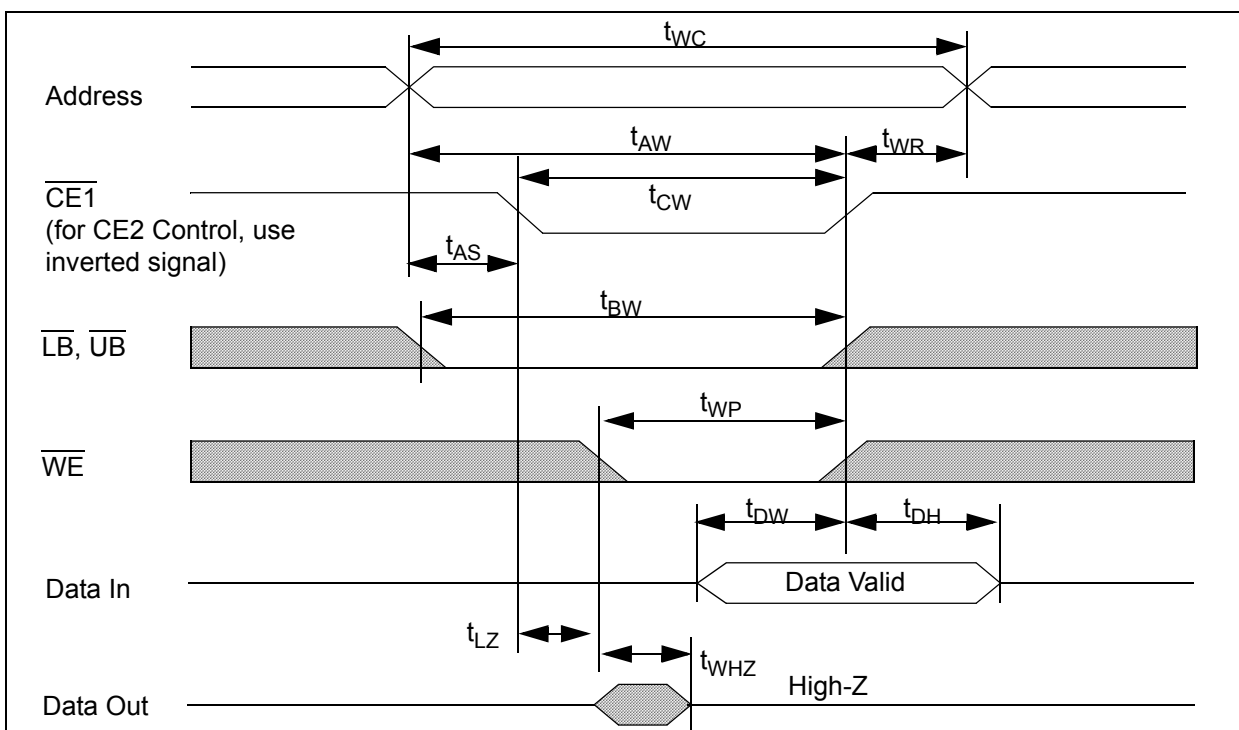 tWC
Address
tAW
tWR
CE1
tCW
(for CE2 Control, use
inverted signal)
tAS
tBW
LB, UB
tWP
WE
tDW
tDH
Data In
Data Valid
tLZ
tWHZ
High-Z
Data Out